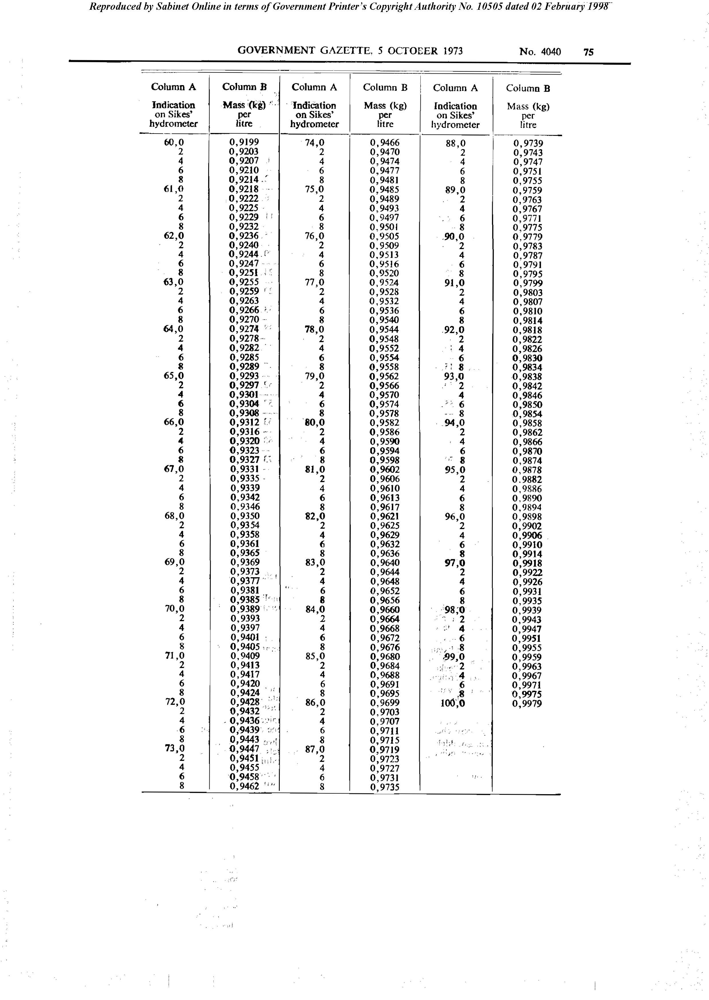 Reproduced by Sabinet Online in terms of Government Printer's Copyright Authority No. 10505 dated 02 February 1998
GOVERNMENT GAZETTE, 5 OCTOBER 1973 No. 4040 75
Column A Column B Column A Column B Column A Column B
Indication Mass (kg) Indication Mass (kg) Indication Mass (kg)
on Sikes' per on Sikes' per on Sikes' per
hydrometer litre hydrometer litre hydrometer litre
60,0 0,9199 74,0 0,9466 88,0 0,9739
2 0,9203 2 0,9470 2 0,9743
4 0,9207 4 0,9474 4 0,9747
6 0,9210 6 0,9477 6 0,9751
8 0,9214 8 0,9481 8 0,9755
61,0 0,9218 75,0 0,9485 89,0 0,9759
2 0,9222 2 0,9489 2 0,9763
4 0,9225 4 0,9493 4 0,9767
6 0,9229 6 0,9497 6 0,9771
8 0,9232 8 0,9501 8 0,9775
62,0 0,9236 76,0 0,9505 90,0 0,9779
2 0,9240 2 0,9509 2 0,9783
4 0,9244 4 0,9513 4 0,9787
6 0,9247 6 0,9516 6 0,9791
8 0,9251 8 0,9520 8 0,9795
63,0 0,9255 77,0 0,9524 91,0 0,9799
2 0,9259 2 0,9528 2 0,9803
4 0,9263 4 0,9532 4 0,9807
6 0,9266 6 0,9536 6 0,9810
8 0,9270 8 0,9540 8 0,9814
64,0 0,9274 78,0 0,9544 92,0 0,9818
2 0,9278 2 0,9548 2 0,9822
4 0,9282 4 0,9552 4 0,9826
6 0,9285 6 0,9554 6 0,9830
8 0,9289 8 0,9558 8 0,9834
65,0 0,9293 79,0 0,9562 93,0 0,9838
2 0,9297 2 0,9566 2 0,9842
4 0,9301 4 0,9570 4 0,9846
6 0,9304 6 0,9574 6 0,9850
8 0,9308 8 0,9578 8 0,9854
66,0 0,9312 80,0 0,9582 94,0 0,9858
2 0,9316 2 0,9586 2 0,9862
4 0,9320 4 0,9590 4 0,9866
6 0,9323 6 0,9594 6 0,9870
8 0,9327 8 0,9598 8 0,9874
67,0 0,9331 81,0 0,9602 95,0 0,9878
2 0,9335 2 0,9606 2 0.9882
4 0,9339 4 0,9610 4 0,9886
6 0,9342 6 0,9613 6 0,9890
8 0,9346 8 0,9617 8 0,9894
68,0 0,9350 82,0 0,9621 96,0 0,9898
2 0,9354 2 0,9625 2 0,9902
4 0,9358 4 0,9629 4 0,9906
6 0,9361 6 0,9632 6 0,9910
8 0,9365 8 0,9636 8 0,9914
69,0 0,9369 83,0 0,9640 97,0 0,9918
2 0,9373 2 0,9644 2 0,9922
4 0,9377 4 0,9648 4 0,9926
6 0,9381 6 0,9652 6 0,9931
8 0,9385 8 0,9656 8 0,9935
70,0 0,9389 84,0 0,9660 98,0 0,9939
2 0,9393 2 0,9664 2 0,9943
4 0,9397 4 0,9668 4 0,9947
6 0,9401 6 0,9672 6 0,9951
8 0,9405 8 0,9676 8 0,9955
71,0 0,9409 85,0 0,9680 99,0 0,9959
2 0,9413 2 0,9684 2 0,9963
4 0,9417 4 0,9688 4 0,9967
6 0,9420 6 0,9691 6 0,9971
8 0,9424 8 0,9695 8 0,9975
72,0 0,9428 86,0 0,9699 100,0 0,9979
2 0,9432 2 0,9703
4 0,9436 4 0,9707
6 0,9439 6 0,9711
8 0,9443 8 0,9715
73,0 0,9447 87,0 0,9719
2 0,9451 2 0,9723
4 0,9455 4 0,9727
6 0,9458 6 0,9731
8 0,9462 8 0,9735